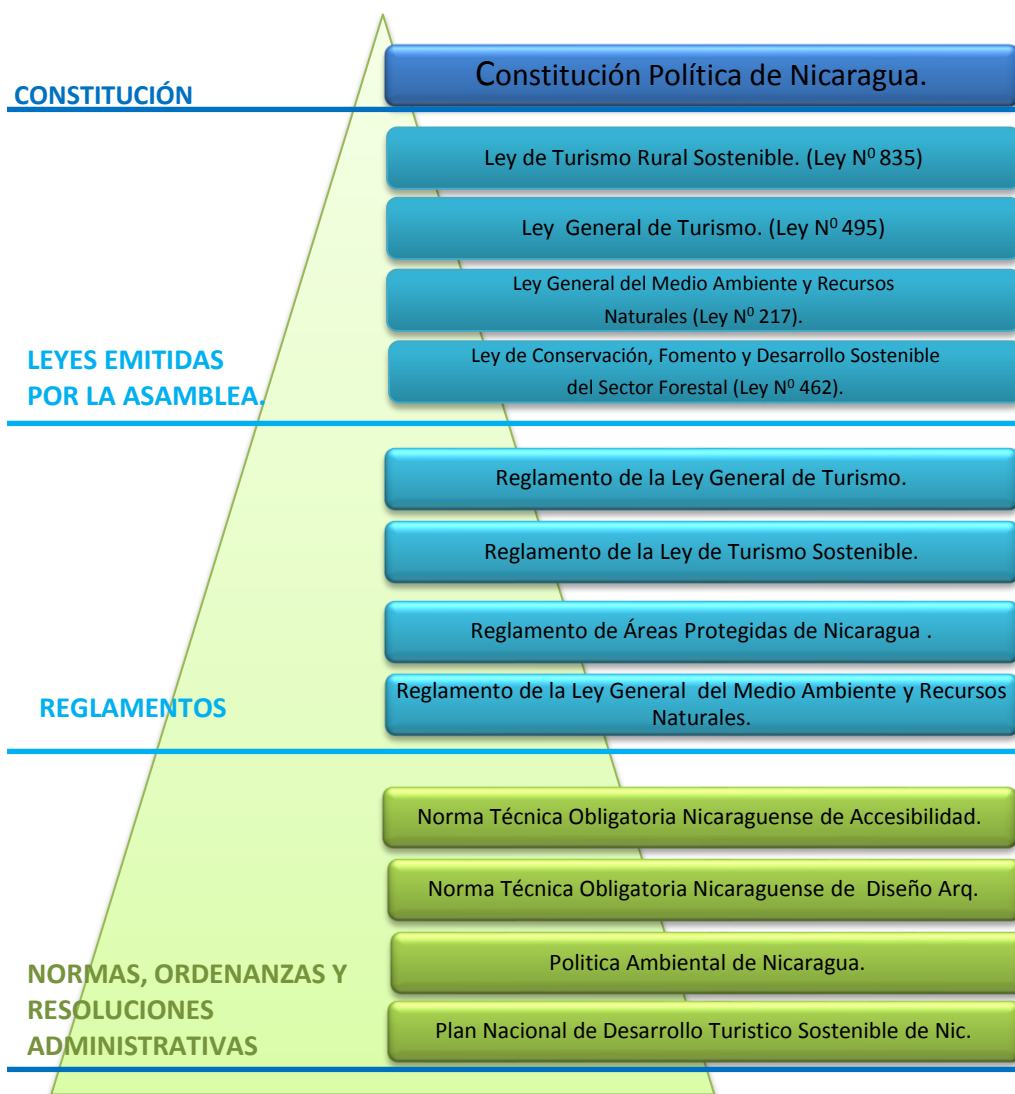 Constitución Política de Nicaragua.
CONSTITUCIÓN
Ley de Turismo Rural Sostenible. (Ley N⁰ 835)
Ley General de Turismo. (Ley N⁰ 495)
Ley General del Medio Ambiente y Recursos
Naturales (Ley N⁰ 217).
Ley de Conservación, Fomento y Desarrollo Sostenible
del Sector Forestal (Ley N⁰ 462).
LEYES EMITIDAS
POR LA ASAMBLEA.
Reglamento de la Ley General de Turismo.
Reglamento de la Ley de Turismo Sostenible.
Reglamento de Áreas Protegidas de Nicaragua .
Reglamento de la Ley General del Medio Ambiente y Recursos
Naturales.
REGLAMENTOS
Norma Técnica Obligatoria Nicaraguense de Accesibilidad.
Norma Técnica Obligatoria Nicaraguense de Diseño Arq.
Politica Ambiental de Nicaragua.
Plan Nacional de Desarrollo Turistico Sostenible de Nic.
NORMAS, ORDENANZAS Y
RESOLUCIONES
ADMINISTRATIVAS